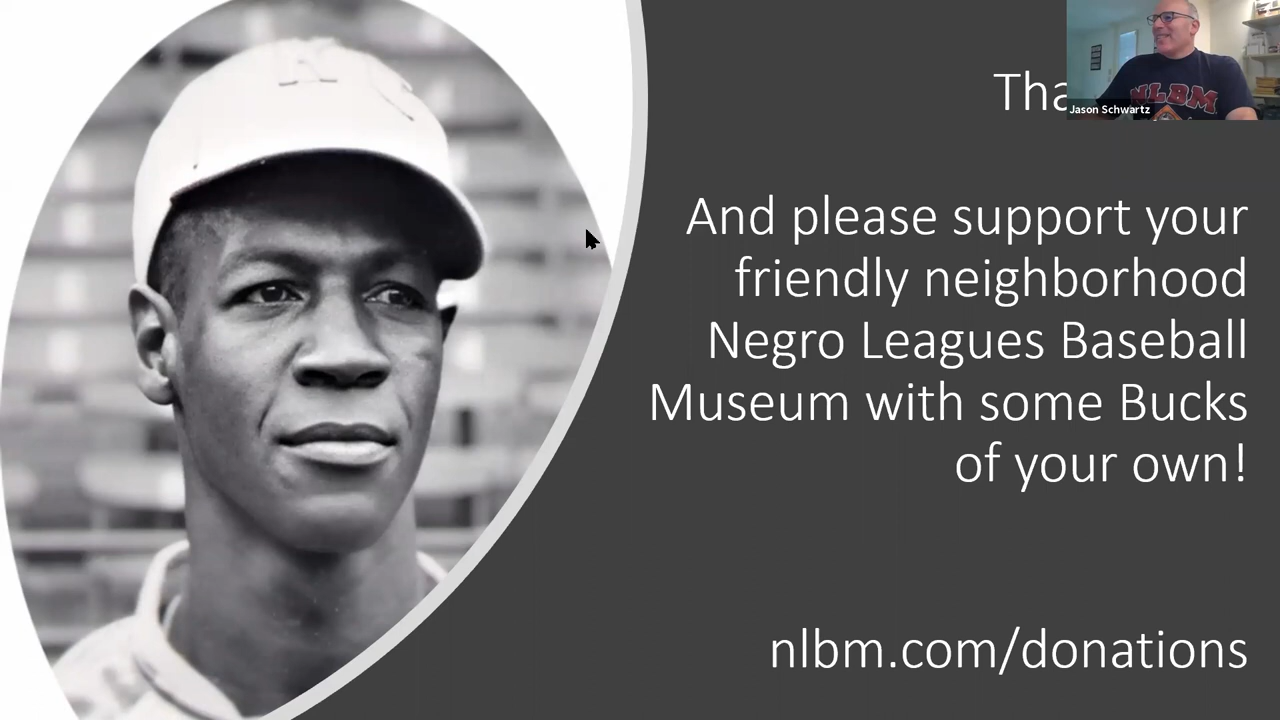 Tha
Jason Schwartz
NLBM
And please support your
friendly neighborhood
Negro Leagues Baseball
Museum with some Bucks
of your own!
nlbm.com/donations